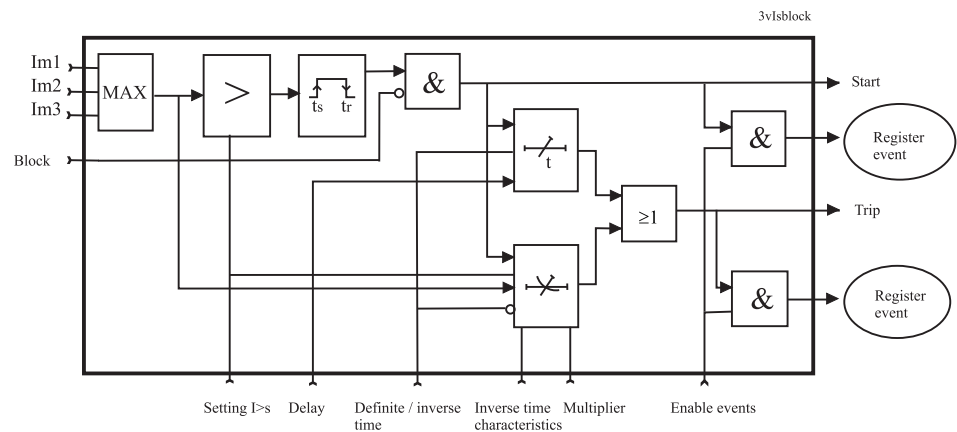 3vIsblock
Im1
Im2
Im3
MAX
>
ts tr
&
Start
Block
t
&
Register
event
≥1
Trip
&
Register
event
Setting I>s
Delay
Definite / inverse
time
Inverse time
characteristics
Multiplier
Enable events